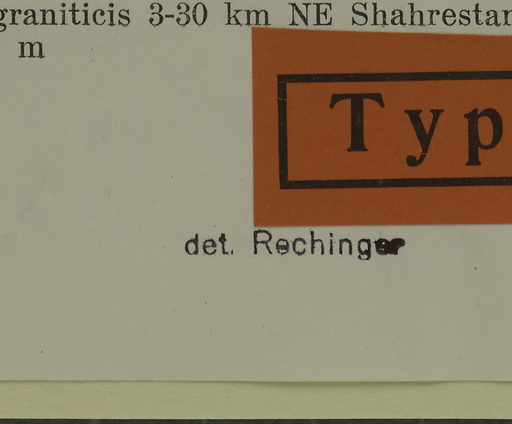 graniticis 3-30 km NE Shahrestan
m
Typ
det. Rechinger